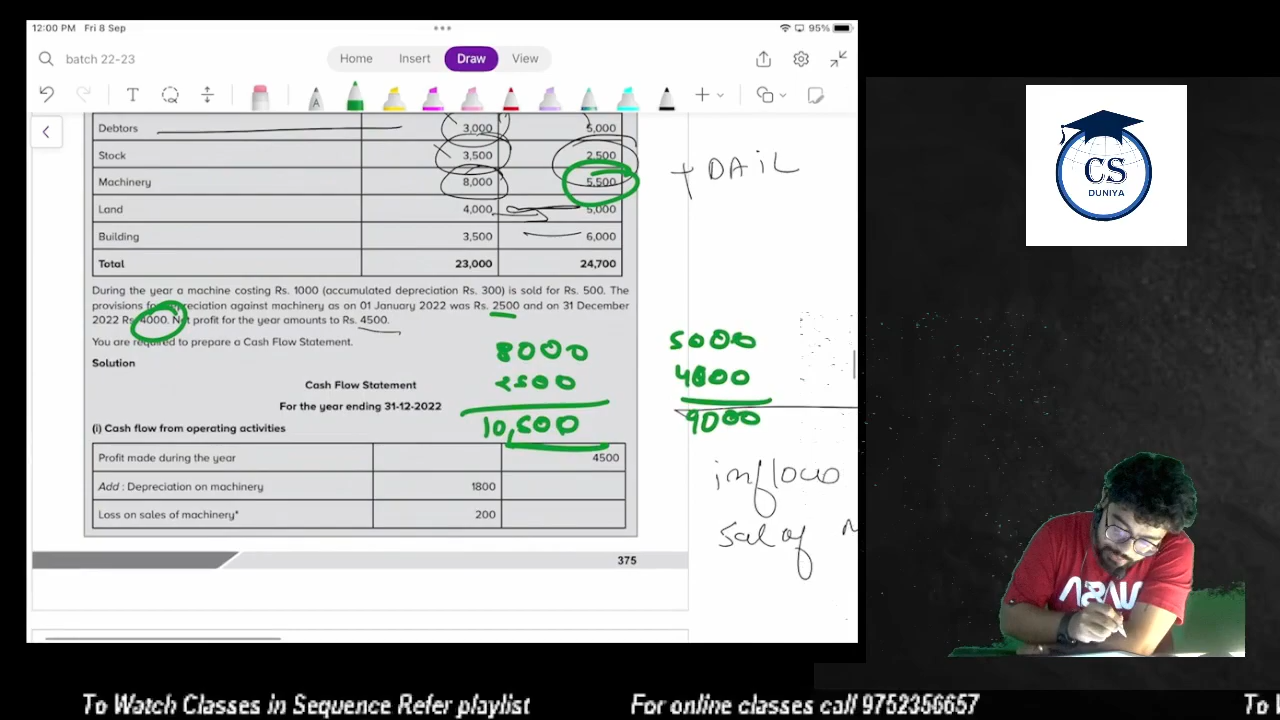 12:00 PM Fri 8 Sep
95%
batch 22-23
Home Insert Draw View
T
A
Debtors 3,000 5,000
Stock 3,500 2,500
Machinery 8,000 5,500
Land 4,000 5,000
Building 3,500 6,000
Total 23,000 24,700
+ DAIL
During the year a machine costing Rs. 1000 (accumulated depreciation Rs. 300) is sold for Rs. 500. The
provisions for depreciation against machinery as on 01 January 2022 was Rs. 2500 and on 31 December
2022 Rs 4000. Net profit for the year amounts to Rs. 4500.
You are required to prepare a Cash Flow Statement.
Solution
8000
2500
10,500
5000
4000
9000
Cash Flow Statement
For the year ending 31-12-2022
(i) Cash flow from operating activities
Profit made during the year 4500
Add : Depreciation on machinery 1800
Loss on sales of machinery* 200
375
inflow
sal of
CS
DUNIYA
To Watch Classes in Sequence Refer playlist
For online classes call 9752356657
To